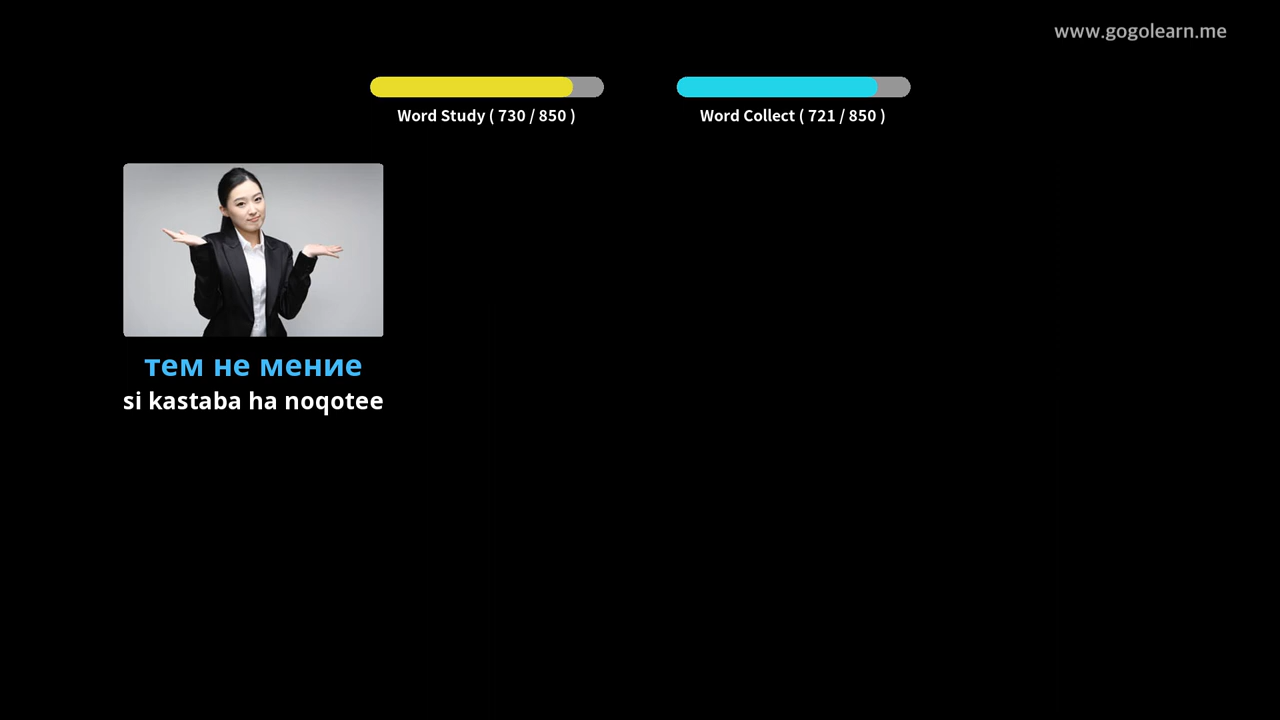 www.gogolearn.me
Word Study ( 730 / 850 )
Word Collect ( 721 / 850 )
тем не мение
si kastaba ha noqotee